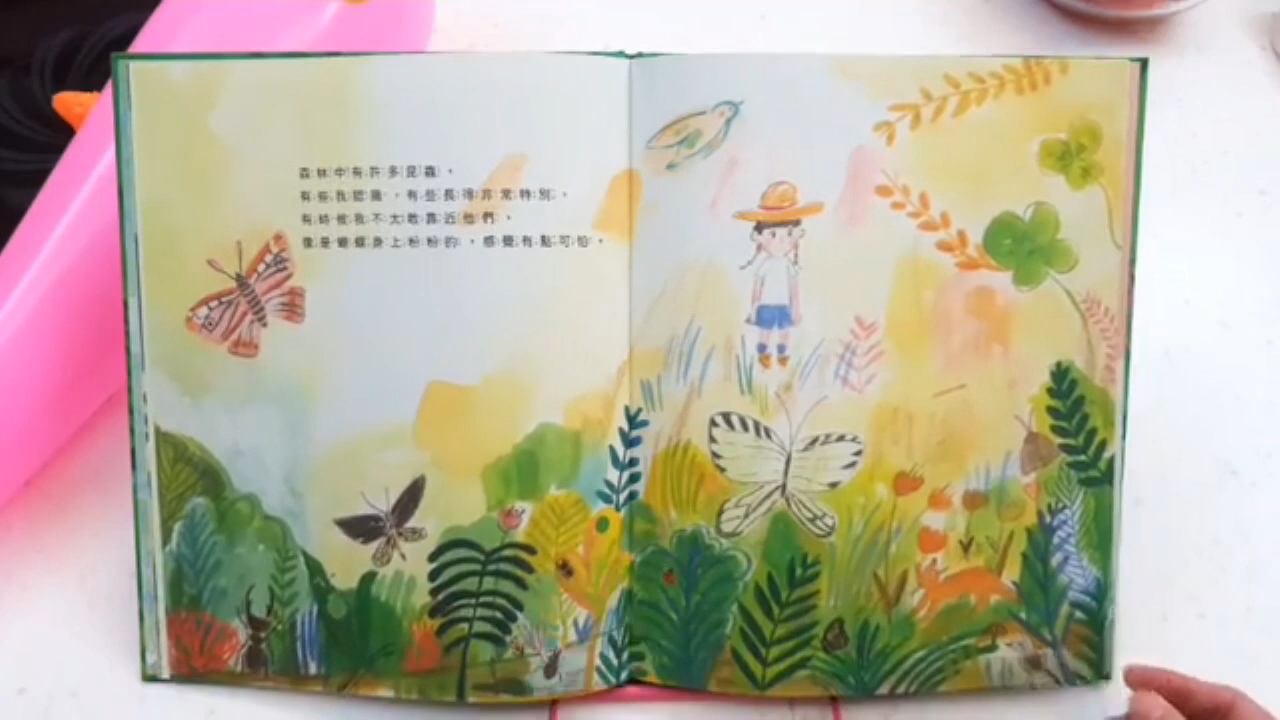 森林中有許多昆蟲，
有些我認識，有些長得非常特別，
有時候我不太敢靠近他們，
像是蝴蝶身上粉粉的，感覺有點可怕。